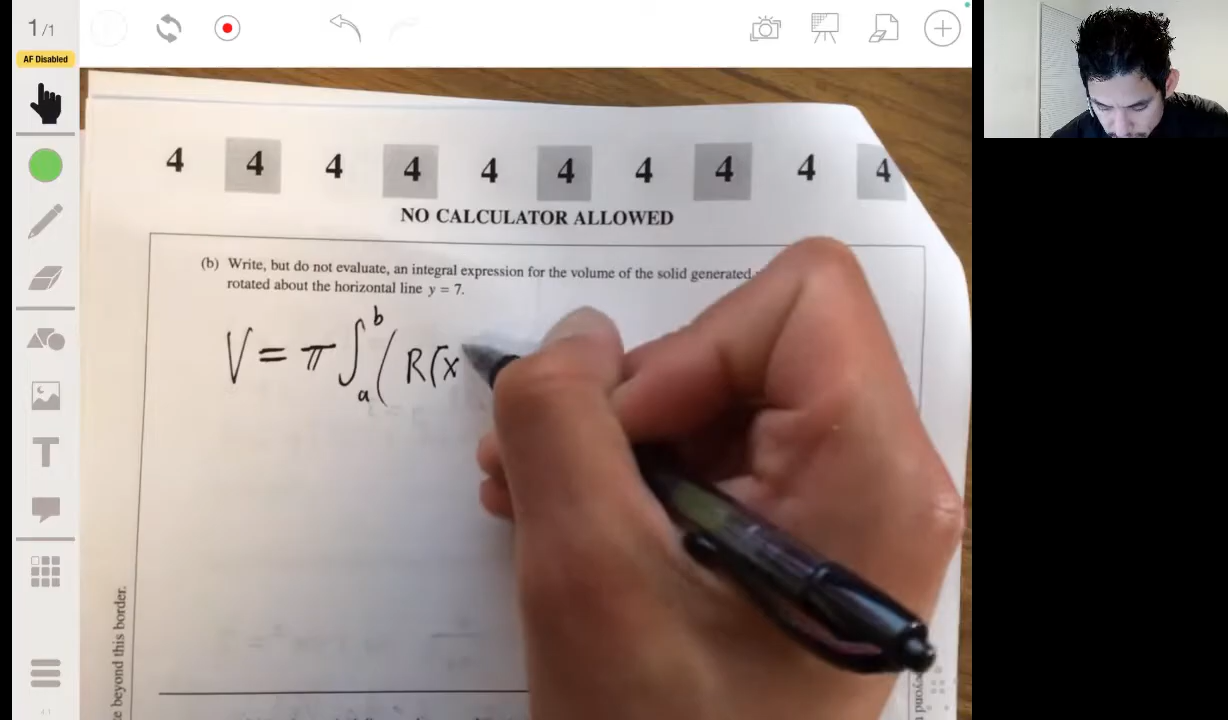 1/1
AF Disabled
T
4 4 4 4 4 4 4 4 4 4
NO CALCULATOR ALLOWED
(b) Write, but do not evaluate, an integral expression for the volume of the solid generated
rotated about the horizontal line y = 7.
V = π ∫ₐᵇ ( R(x
beyond this border.